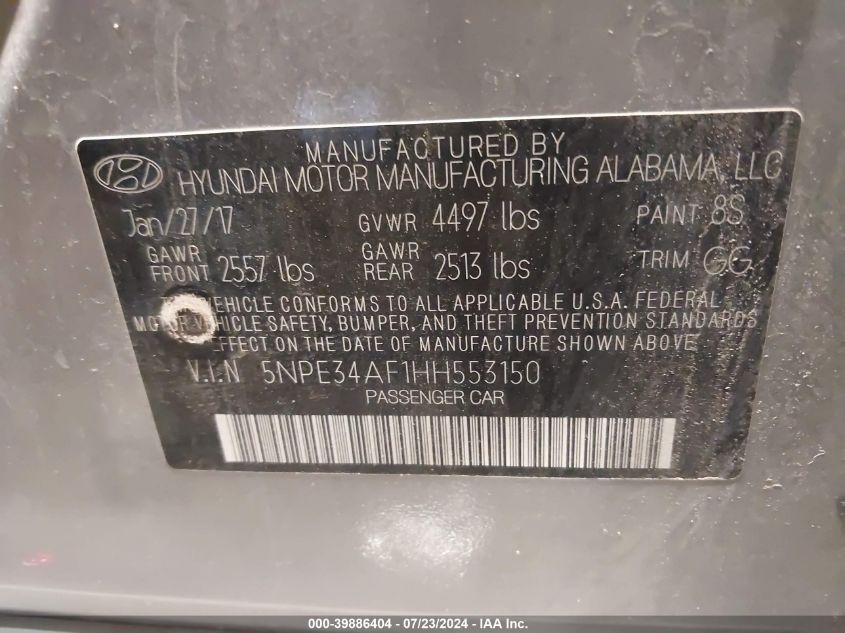 MANUFACTURED BY
HYUNDAI MOTOR MANUFACTURING ALABAMA, LLC
Jan/27/17 GVWR 4497 lbs PAINT 8S
GAWR FRONT 2557 lbs GAWR REAR 2513 lbs TRIM GG
VEHICLE CONFORMS TO ALL APPLICABLE U.S.A. FEDERAL
MOTOR VEHICLE SAFETY, BUMPER, AND THEFT PREVENTION STANDARDS
EFFECT ON THE DATE OF MANUFACTURE SHOWN ABOVE
V.I.N 5NPE34AF1HH553150
PASSENGER CAR
000-39886404 - 07/23/2024 - IAA Inc.